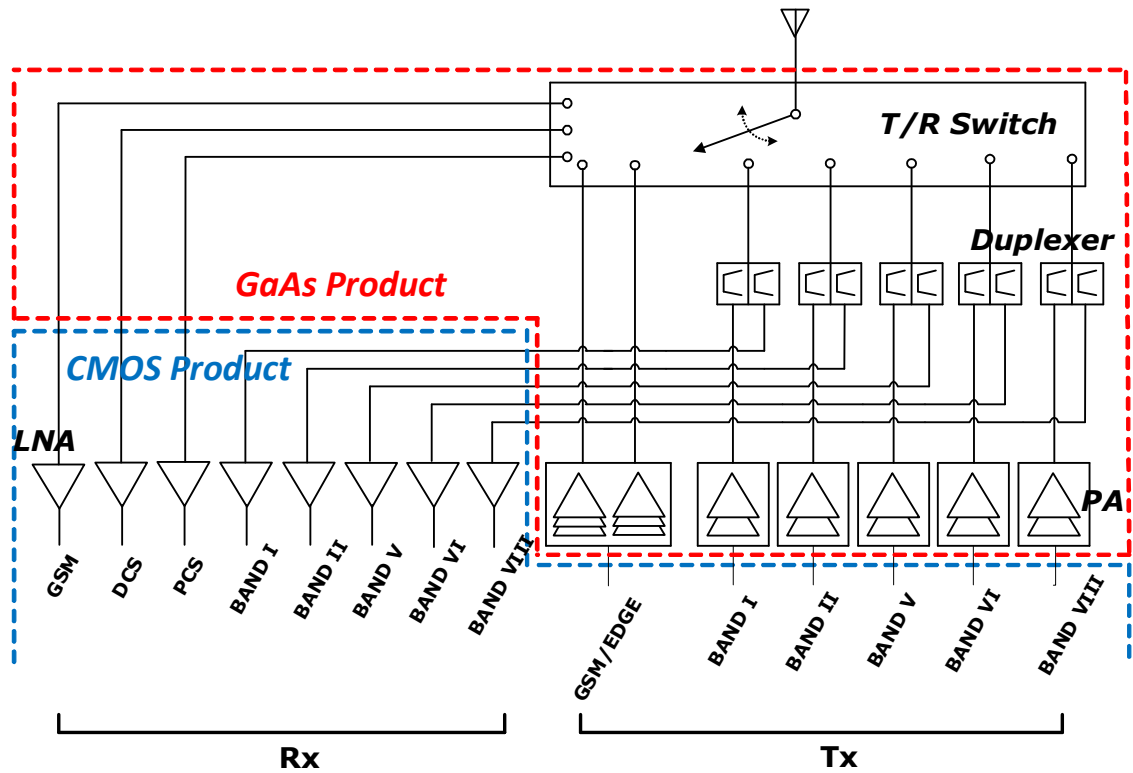 T/R Switch
Duplexer
GaAs Product
CMOS Product
LNA
PA
GSM
DCS
PCS
BAND I
BAND II
BAND V
BAND VI
BAND VIII
GSM/EDGE
BAND I
BAND II
BAND V
BAND VI
BAND VIII
Rx
Tx